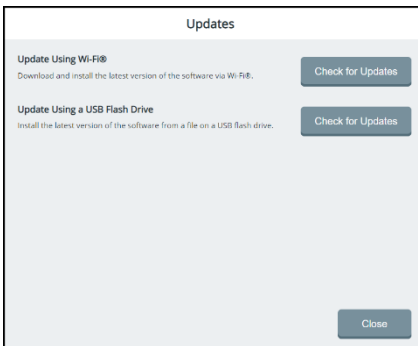 Updates
Update Using Wi-Fi®
Download and install the latest version of the software via Wi-Fi®.
Check for Updates
Update Using a USB Flash Drive
Install the latest version of the software from a file on a USB flash drive.
Check for Updates
Close